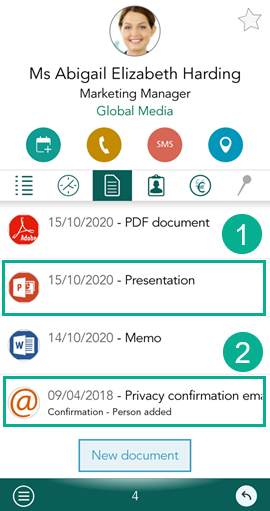 Ms Abigail Elizabeth Harding
Marketing Manager
Global Media
SMS
€
15/10/2020 - PDF document
Adobe
1
15/10/2020 - Presentation
P
14/10/2020 - Memo
W
2
09/04/2018 - Privacy confirmation ema
@
Confirmation - Person added
New document
4